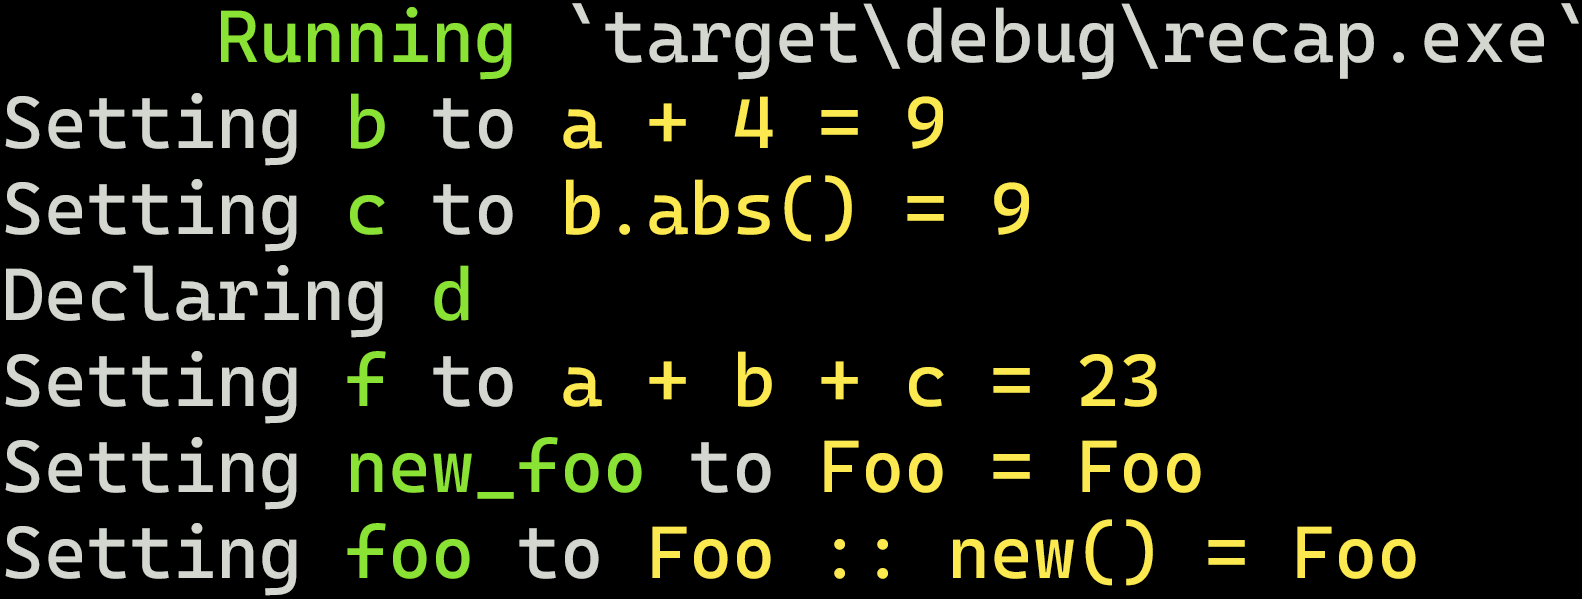 Running `target\debug\recap.exe`
Setting b to a + 4 = 9
Setting c to b.abs() = 9
Declaring d
Setting f to a + b + c = 23
Setting new_foo to Foo = Foo
Setting foo to Foo :: new() = Foo